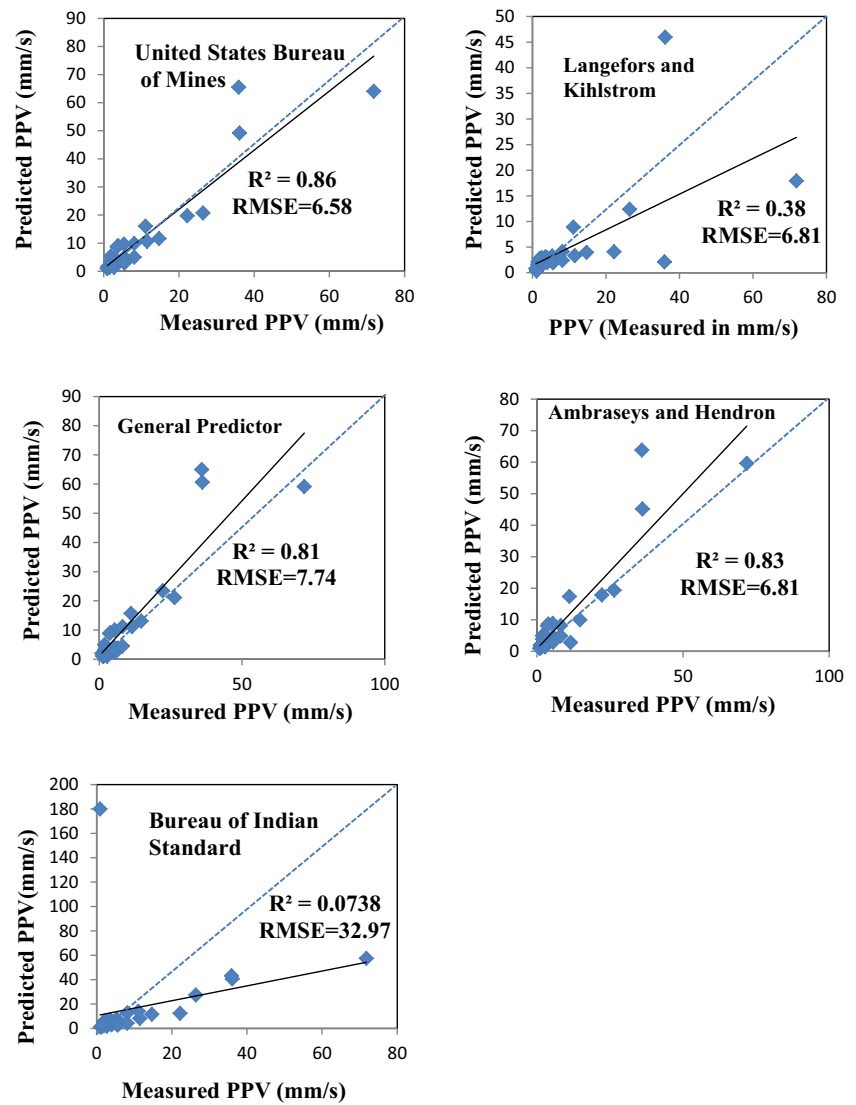 90
80
70
60
50
40
30
20
10
0
Predicted PPV (mm/s)
United States Bureau
of Mines
R² = 0.86
RMSE=6.58
0 20 40 60 80
Measured PPV (mm/s)
50
45
40
35
30
25
20
15
10
5
0
Predicted PPV (mm/s)
Langefors and
Kihlstrom
R² = 0.38
RMSE=6.81
0 20 40 60 80
PPV (Measured in mm/s)
90
80
70
60
50
40
30
20
10
0
Predicted PPV (mm/s)
General Predictor
R² = 0.81
RMSE=7.74
0 50 100
Measured PPV (mm/s)
80
70
60
50
40
30
20
10
0
Predicted PPV (mm/s)
Ambraseys and Hendron
R² = 0.83
RMSE=6.81
0 50 100
Measured PPV (mm/s)
200
180
160
140
120
100
80
60
40
20
0
Predicted PPV(mm/s)
Bureau of Indian
Standard
R² = 0.0738
RMSE=32.97
0 20 40 60 80
Measured PPV (mm/s)